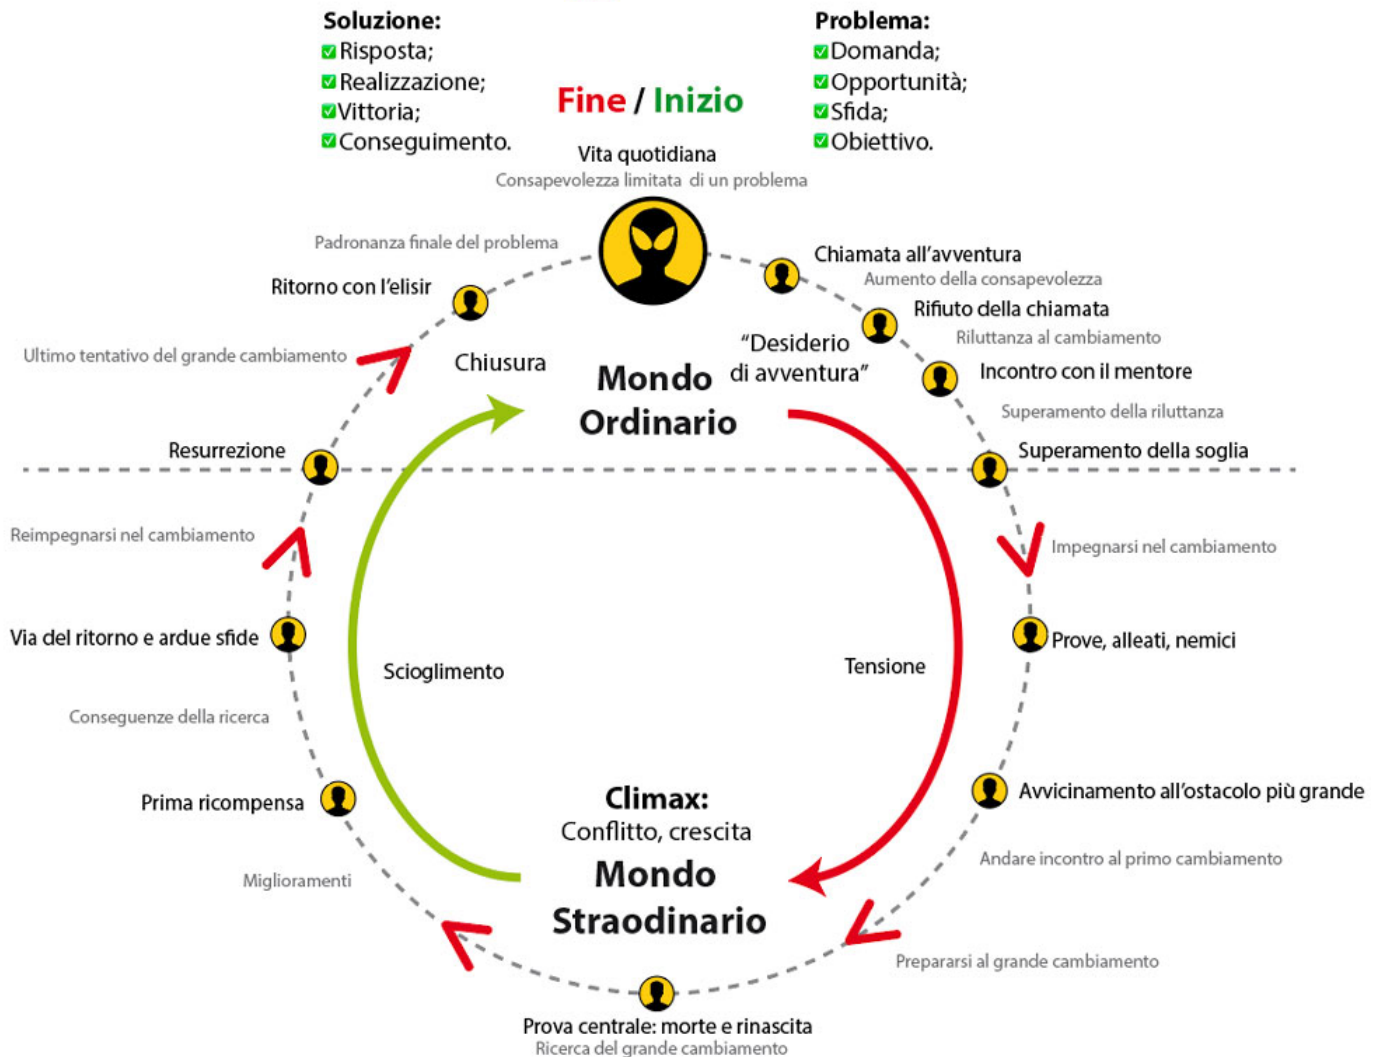 Soluzione:
Risposta;
Realizzazione;
Vittoria;
Conseguimento.
Problema:
Domanda;
Opportunità;
Sfida;
Obiettivo.
Fine / Inizio
Vita quotidiana
Consapevolezza limitata di un problema
Chiamata all'avventura
Aumento della consapevolezza
Rifiuto della chiamata
Riluttanza al cambiamento
Incontro con il mentore
Superamento della riluttanza
Superamento della soglia
Impegnarsi nel cambiamento
Prove, alleati, nemici
Avvicinamento all'ostacolo più grande
Andare incontro al primo cambiamento
Prepararsi al grande cambiamento
Prova centrale: morte e rinascita
Ricerca del grande cambiamento
Miglioramenti
Prima ricompensa
Conseguenze della ricerca
Via del ritorno e ardue sfide
Reimpegnarsi nel cambiamento
Resurrezione
Ultimo tentativo del grande cambiamento
Ritorno con l'elisir
Padronanza finale del problema
Chiusura
Mondo
Ordinario
"Desiderio
di avventura"
Scioglimento
Tensione
Climax:
Conflitto, crescita
Mondo
Straodinario